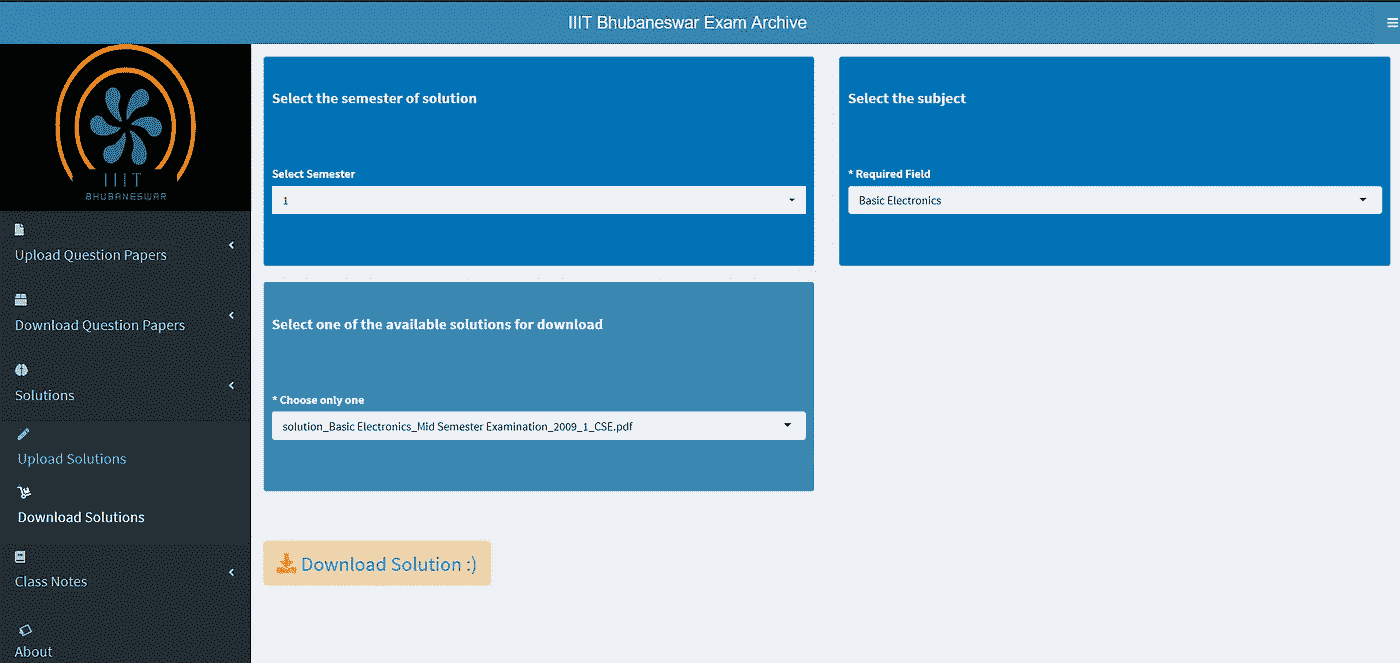 IIIT Bhubaneswar Exam Archive
IIIT
BHUBANESWAR
Upload Question Papers
Download Question Papers
Solutions
Upload Solutions
Download Solutions
Class Notes
About
Select the semester of solution
Select Semester
1
Select the subject
* Required Field
Basic Electronics
Select one of the available solutions for download
* Choose only one
solution_Basic Electronics_Mid Semester Examination_2009_1_CSE.pdf
Download Solution :)